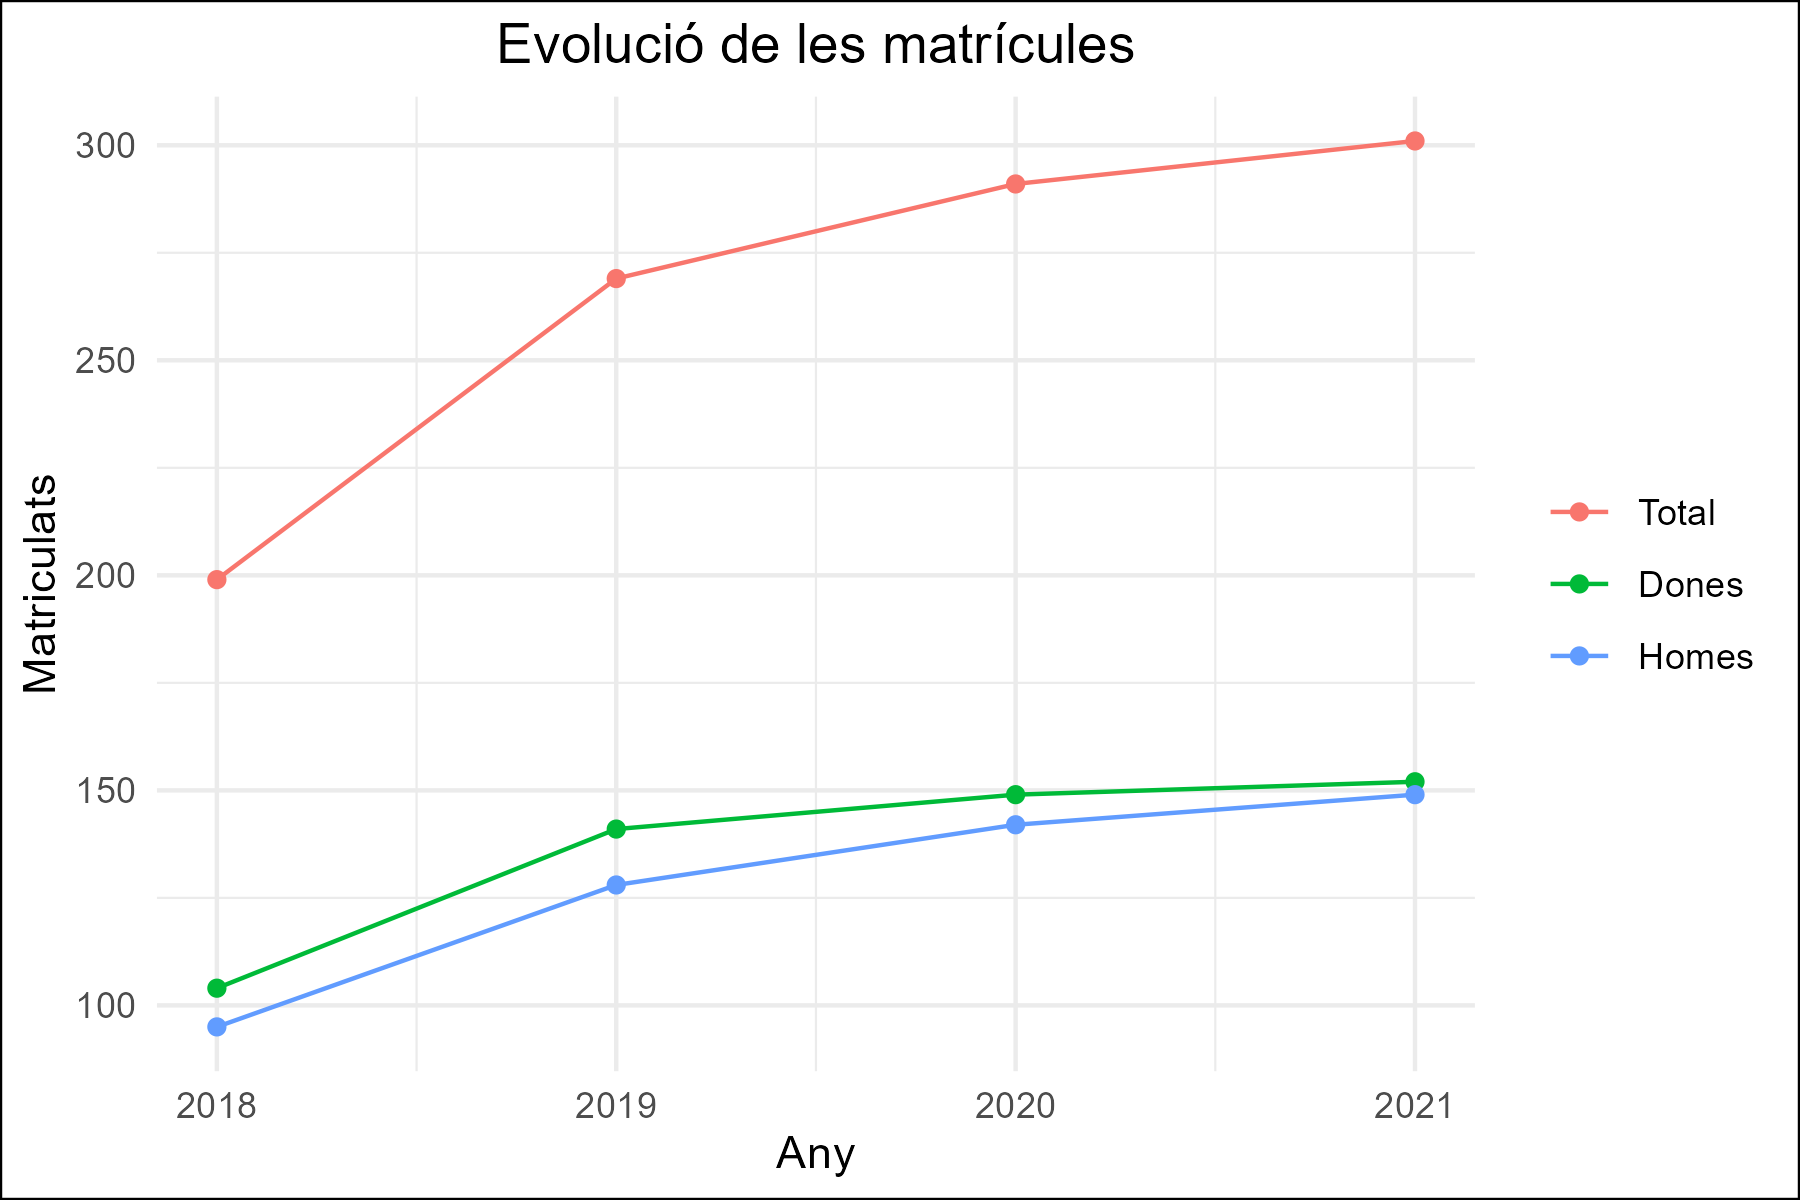 Evolució de les matrícules
Matriculats
300
250
200
150
100
2018 2019 2020 2021
Any
Total
Dones
Homes